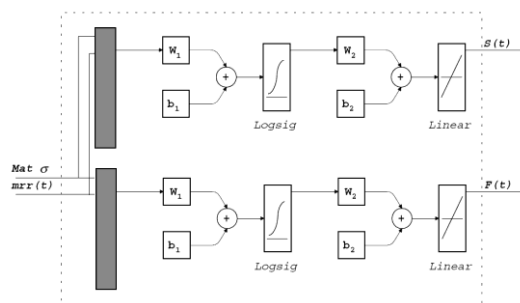 W1
W2
S(t)
b1
b2
Logsig
Linear
Mat σ
mrr(t)
W1
W2
F(t)
b1
b2
Logsig
Linear